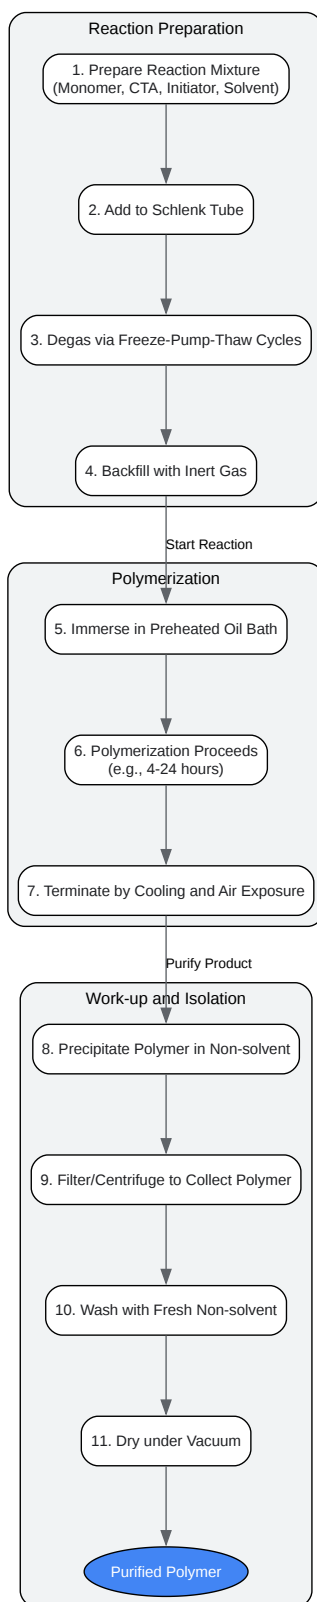 Reaction Preparation
1. Prepare Reaction Mixture
(Monomer, CTA, Initiator, Solvent)
2. Add to Schlenk Tube
3. Degas via Freeze-Pump-Thaw Cycles
4. Backfill with Inert Gas
Start Reaction
Polymerization
5. Immerse in Preheated Oil Bath
6. Polymerization Proceeds
(e.g., 4-24 hours)
7. Terminate by Cooling and Air Exposure
Purify Product
Work-up and Isolation
8. Precipitate Polymer in Non-solvent
9. Filter/Centrifuge to Collect Polymer
10. Wash with Fresh Non-solvent
11. Dry under Vacuum
Purified Polymer